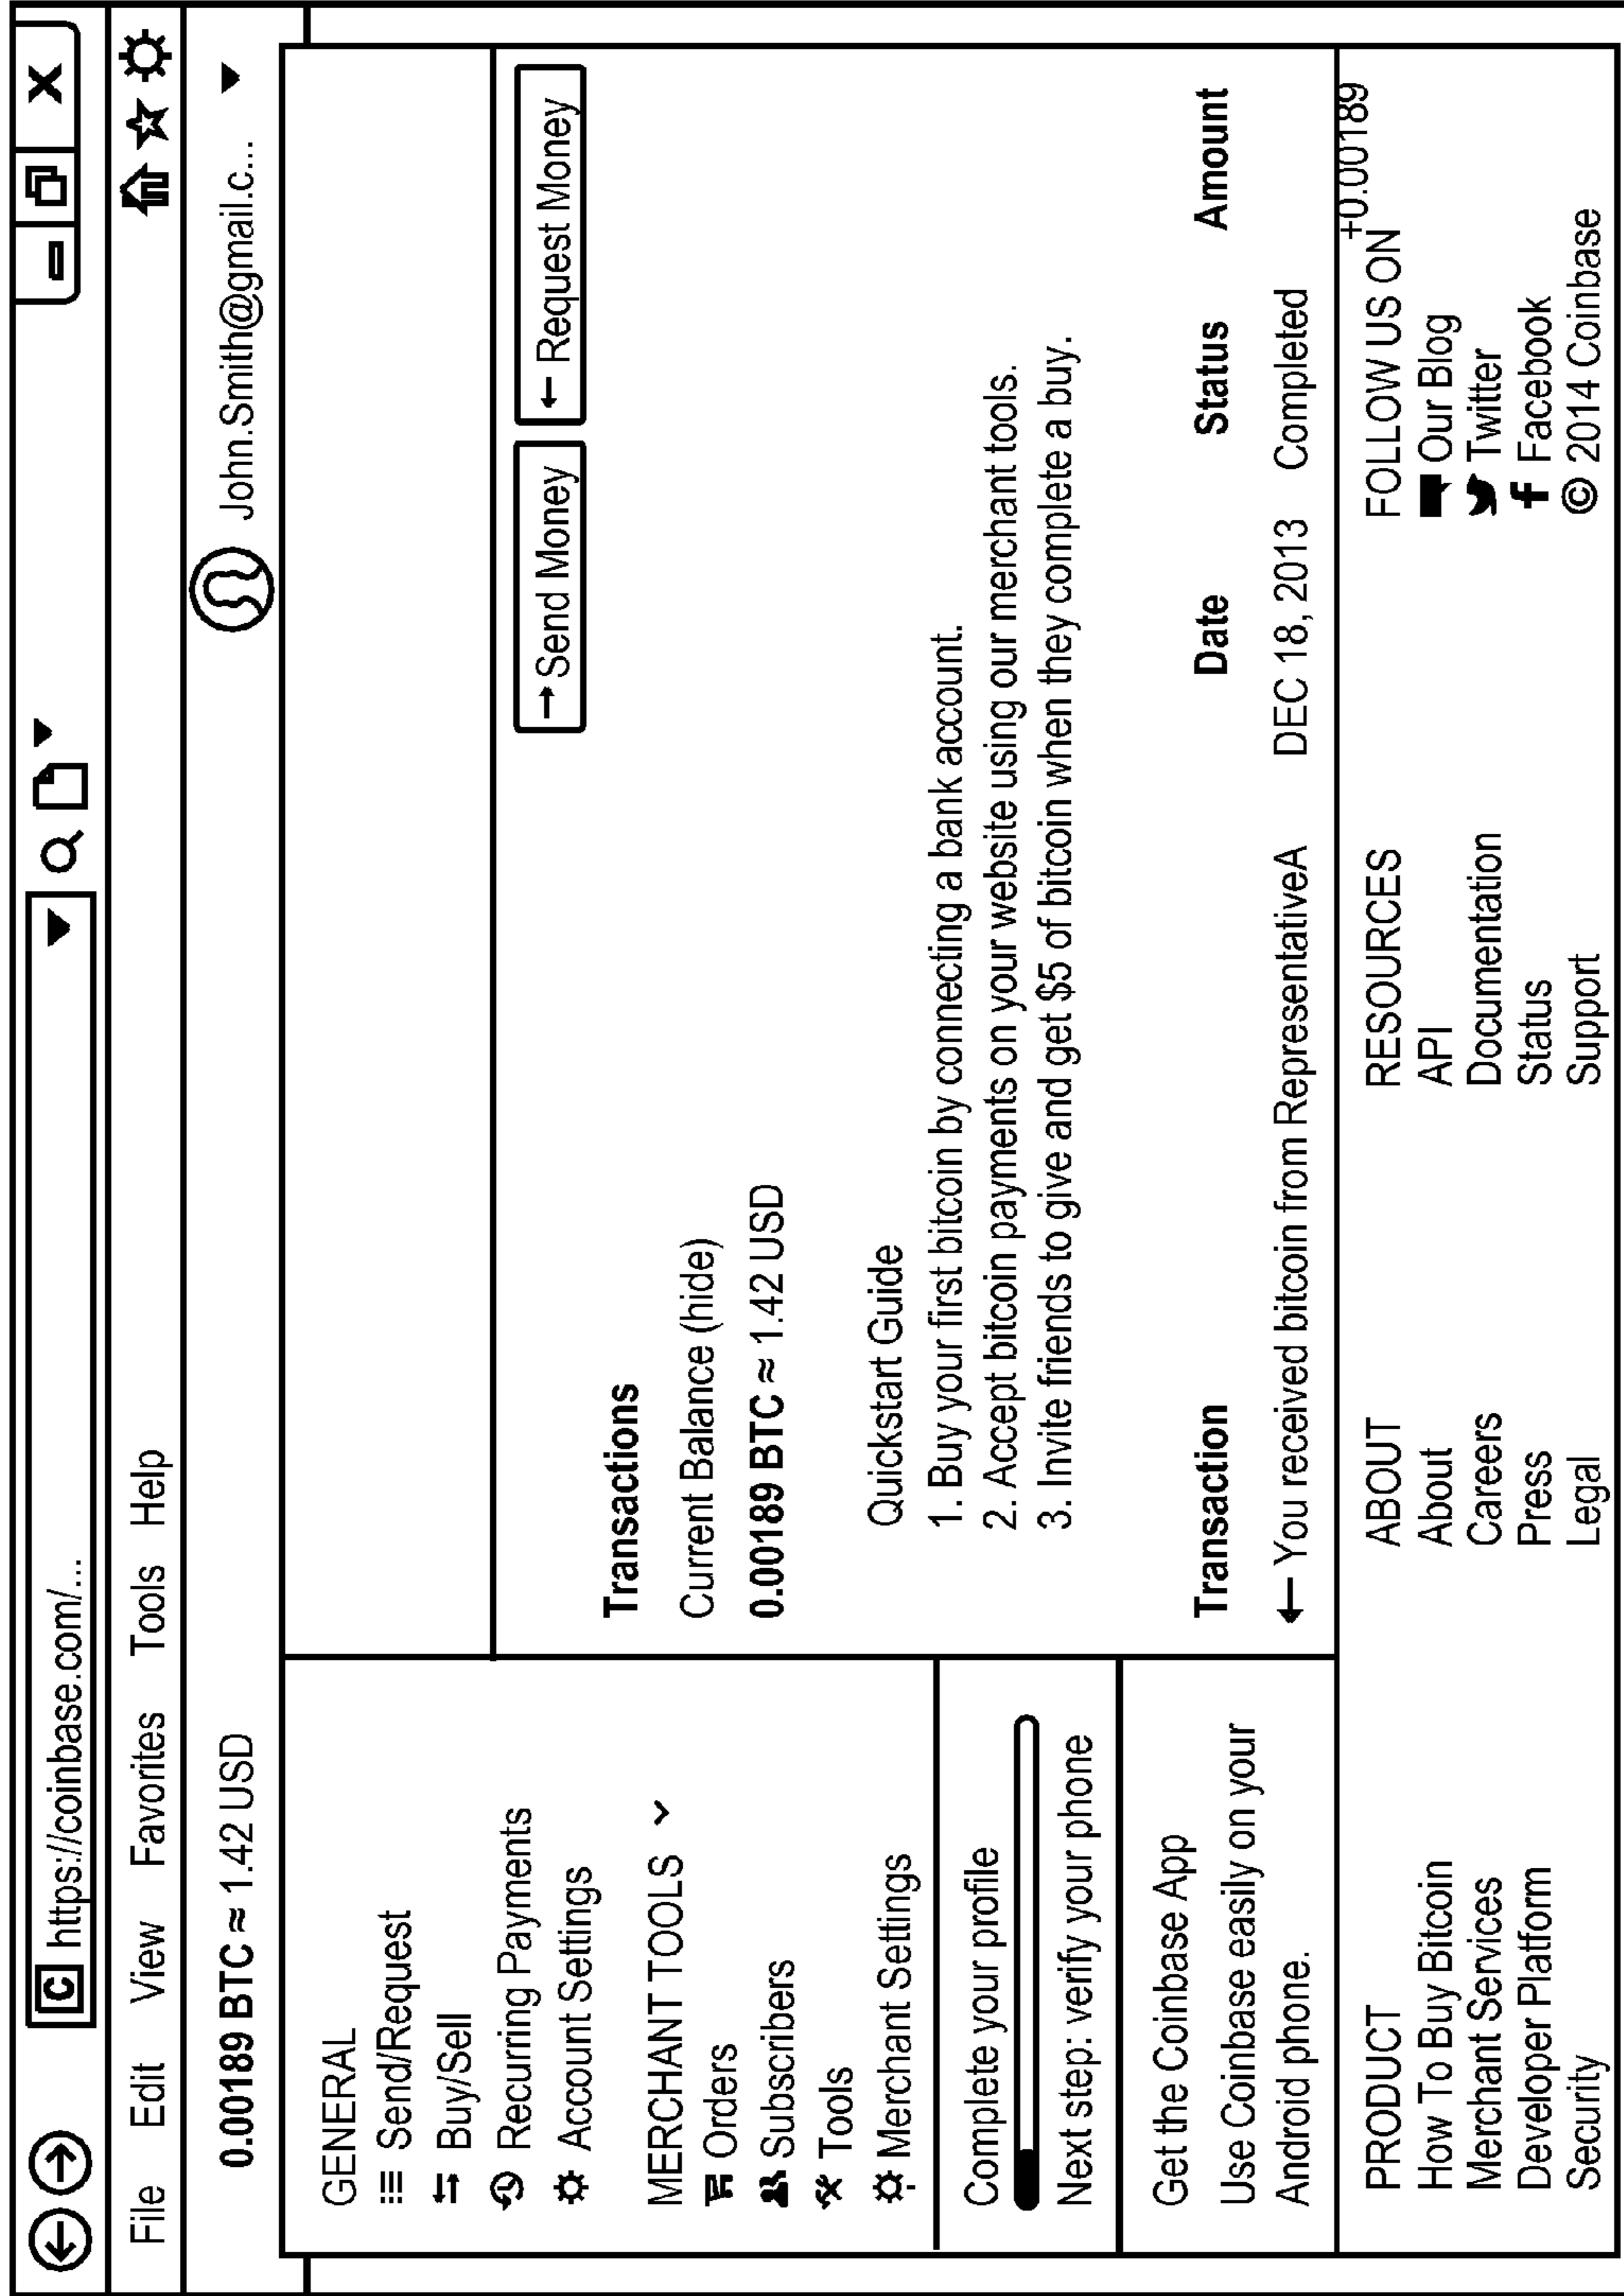 C https://coinbase.com/...
File Edit View Favorites Tools Help
0.00189 BTC ≈ 1.42 USD
John.Smith@gmail.c...
GENERAL
Send/Request
Buy/Sell
Recurring Payments
Account Settings
MERCHANT TOOLS
Orders
Subscribers
Tools
Merchant Settings
Complete your profile
Next step: verify your phone
Get the Coinbase App
Use Coinbase easily on your
Android phone.
→ Send Money
← Request Money
Transactions
Current Balance (hide)
0.00189 BTC ≈ 1.42 USD
Quickstart Guide
1. Buy your first bitcoin by connecting a bank account.
2. Accept bitcoin payments on your website using our merchant tools.
3. Invite friends to give and get $5 of bitcoin when they complete a buy.
Transaction Date Status Amount
← You received bitcoin from RepresentativeA DEC 18, 2013 Completed +0.00189
PRODUCT
How To Buy Bitcoin
Merchant Services
Developer Platform
Security
ABOUT
About
Careers
Press
Legal
RESOURCES
API
Documentation
Status
Support
FOLLOW US ON
Our Blog
Twitter
f Facebook
© 2014 Coinbase